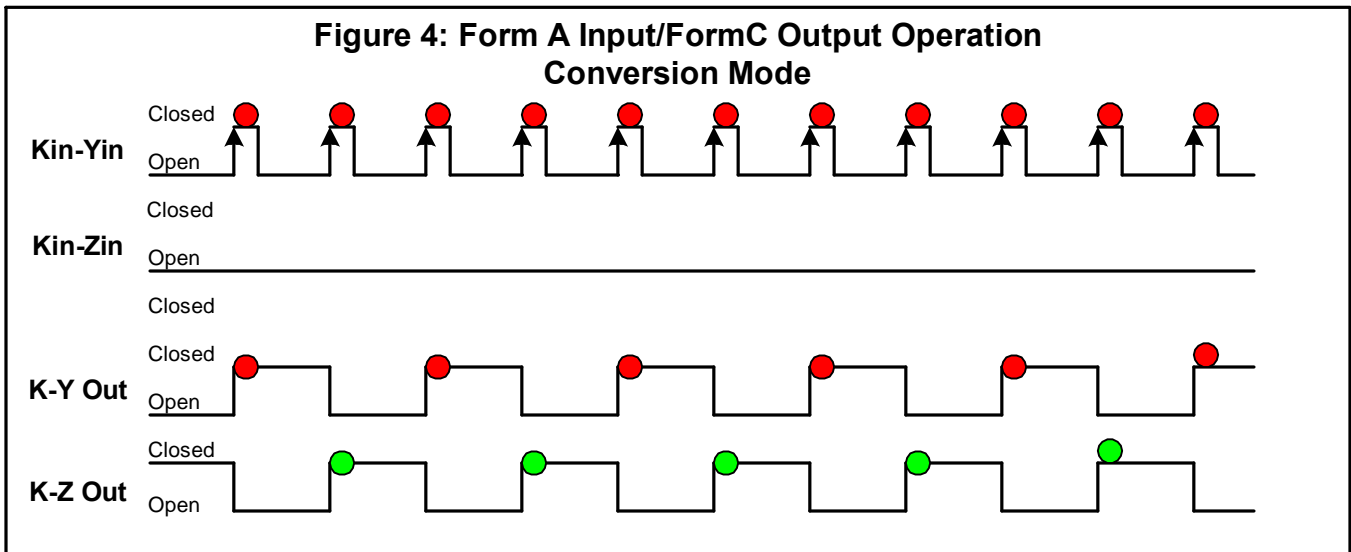 Figure 4: Form A Input/FormC Output Operation
Conversion Mode
Closed
Kin-Yin
Open
Closed
Kin-Zin
Open
Closed
Closed
K-Y Out
Open
Closed
K-Z Out
Open